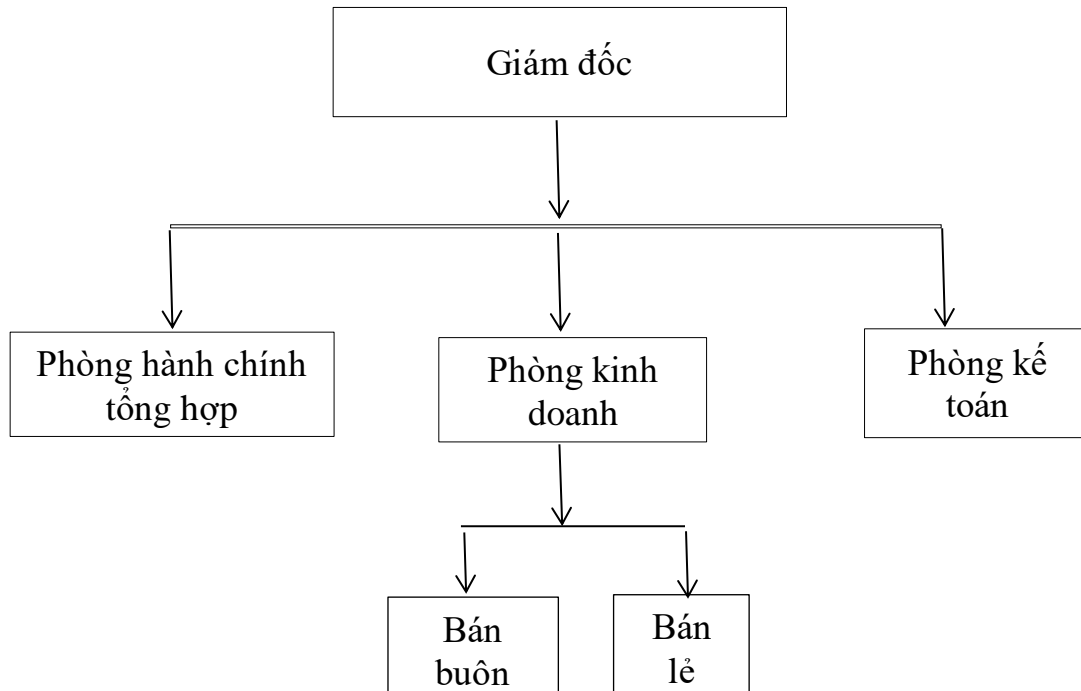 Giám đốc
Phòng hành chính
tổng hợp
Phòng kinh
doanh
Phòng kế
toán
Bán
buôn
Bán
lẻ